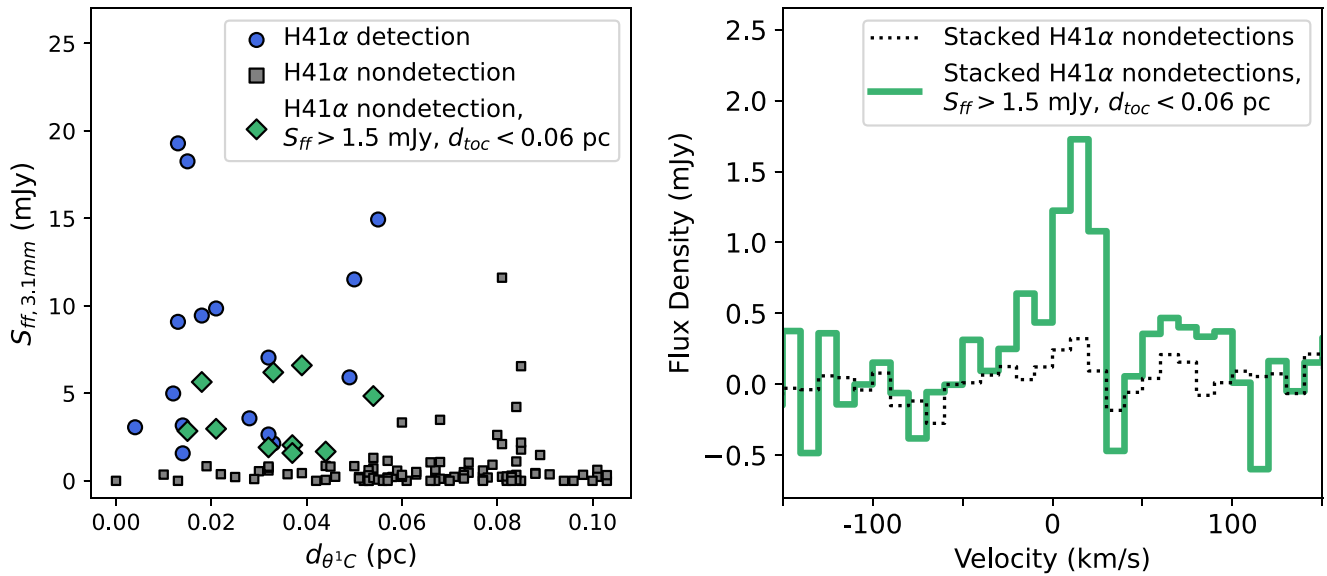 H41α detection
H41α nondetection
H41α nondetection,
S_ff > 1.5 mJy, d_toc < 0.06 pc
25
20
15
10
5
0
S_ff, 3.1mm (mJy)
0.00 0.02 0.04 0.06 0.08 0.10
d_θ¹C (pc)
Stacked H41α nondetections
Stacked H41α nondetections,
S_ff > 1.5 mJy, d_toc < 0.06 pc
2.5
2.0
1.5
1.0
0.5
0.0
−0.5
Flux Density (mJy)
-100 0 100
Velocity (km/s)